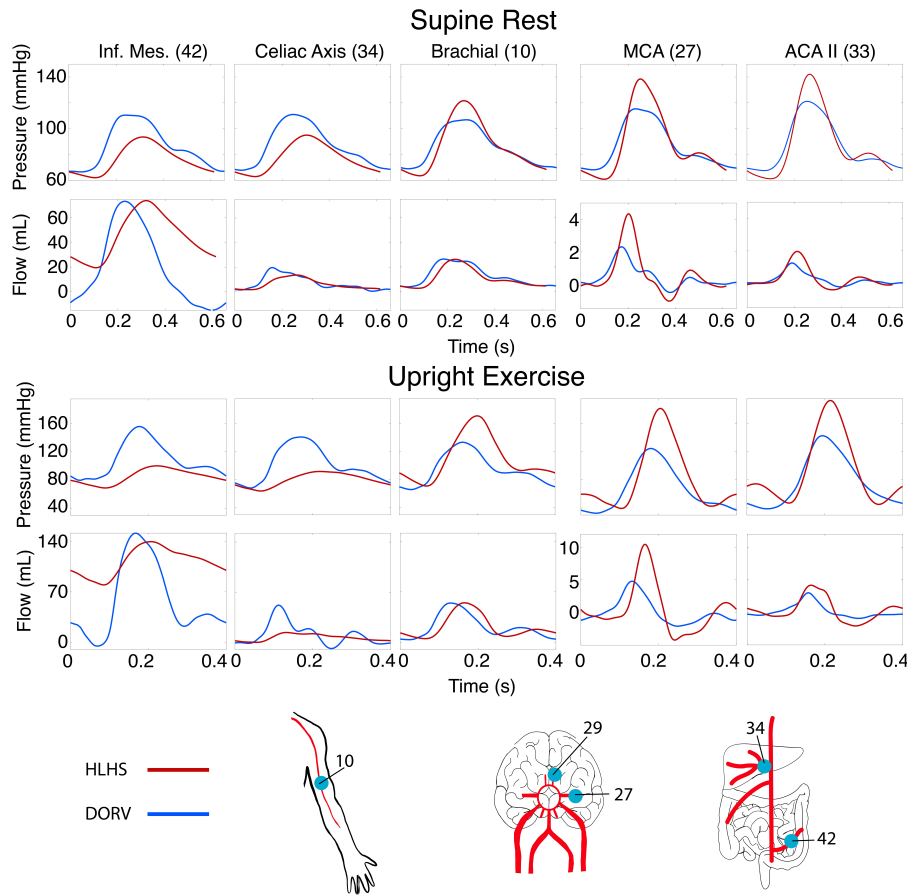 Supine Rest
Inf. Mes. (42) Celiac Axis (34) Brachial (10) MCA (27) ACA II (33)
Pressure (mmHg)
140
100
60
Flow (mL)
60
40
20
0
4
2
0
0 0.2 0.4 0.6 0 0.2 0.4 0.6 0 0.2 0.4 0.6 0 0.2 0.4 0.6 0 0.2 0.4 0.6
Time (s)
Upright Exercise
Pressure (mmHg)
160
120
80
40
Flow (mL)
140
70
0
10
5
0
0 0.2 0.4 0 0.2 0.4 0 0.2 0.4 0 0.2 0.4 0 0.2 0.4
Time (s)
HLHS
DORV
10
29
27
34
42